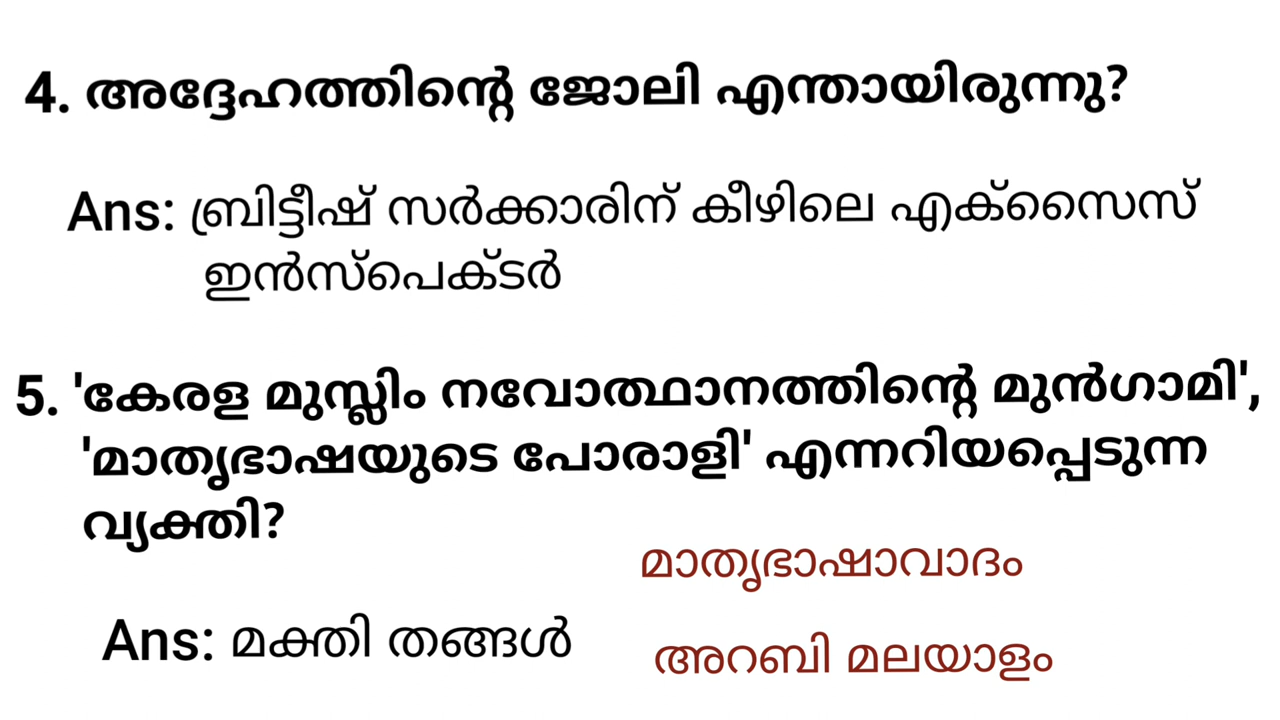 4. അദ്ദേഹത്തിന്റെ ജോലി എന്തായിരുന്നു?
Ans: ബ്രിട്ടീഷ് സർക്കാരിന് കീഴിലെ എക്സൈസ്
ഇൻസ്പെക്ടർ
5. 'കേരള മുസ്ലിം നവോത്ഥാനത്തിന്റെ മുൻഗാമി',
'മാതൃഭാഷയുടെ പോരാളി' എന്നറിയപ്പെടുന്ന
വ്യക്തി?
മാതൃഭാഷാവാദം
Ans: മക്തി തങ്ങൾ
അറബി മലയാളം